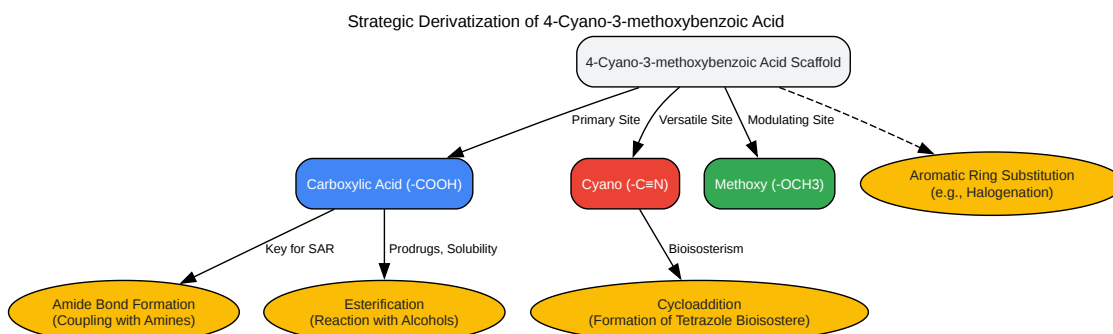 Strategic Derivatization of 4-Cyano-3-methoxybenzoic Acid
4-Cyano-3-methoxybenzoic Acid Scaffold
Primary Site
Versatile Site
Modulating Site
Carboxylic Acid (-COOH)
Cyano (-C≡N)
Methoxy (-OCH3)
Aromatic Ring Substitution
(e.g., Halogenation)
Key for SAR
Prodrugs, Solubility
Bioisosterism
Amide Bond Formation
(Coupling with Amines)
Esterification
(Reaction with Alcohols)
Cycloaddition
(Formation of Tetrazole Bioisostere)